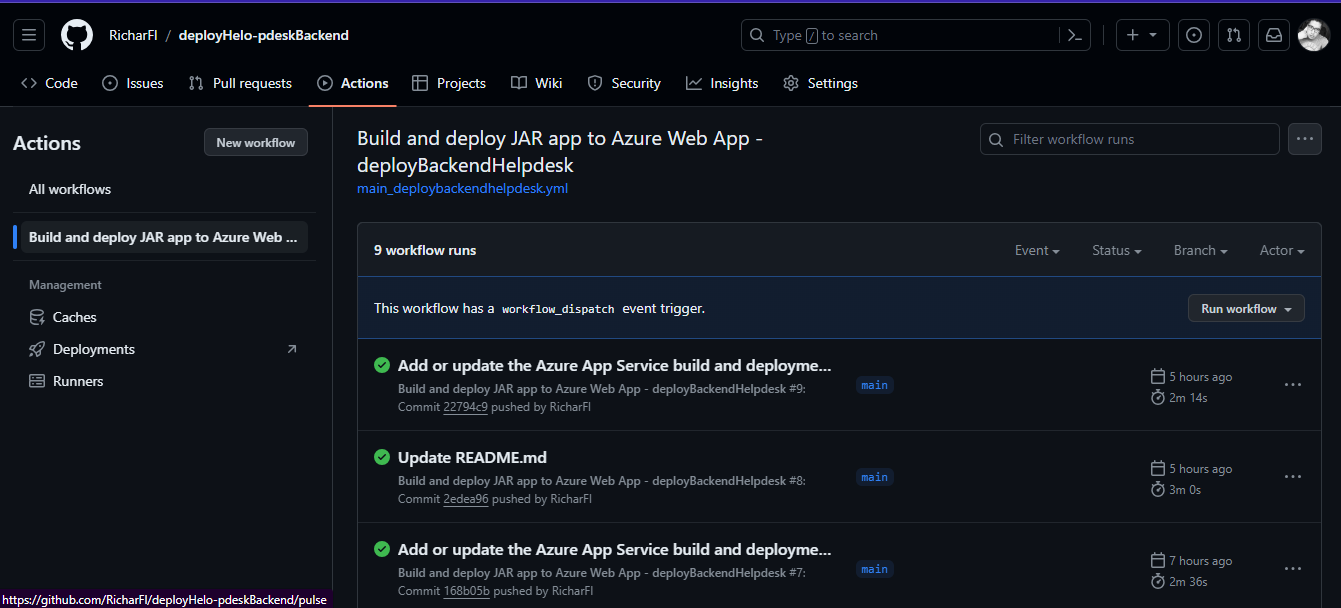 RicharFl / deployHelo-pdeskBackend
Type / to search
Code Issues Pull requests Actions Projects Wiki Security Insights Settings
Actions
New workflow
All workflows
Build and deploy JAR app to Azure Web ...
Management
Caches
Deployments
Runners
Build and deploy JAR app to Azure Web App -
deployBackendHelpdesk
main_deploybackendhelpdesk.yml
Filter workflow runs
9 workflow runs
Event Status Branch Actor
This workflow has a workflow_dispatch event trigger.
Run workflow
Add or update the Azure App Service build and deployme...
Build and deploy JAR app to Azure Web App - deployBackendHelpdesk #9:
Commit 22794c9 pushed by RicharFl
main
5 hours ago
2m 14s
Update README.md
Build and deploy JAR app to Azure Web App - deployBackendHelpdesk #8:
Commit 2edea96 pushed by RicharFl
main
5 hours ago
3m 0s
Add or update the Azure App Service build and deployme...
Build and deploy JAR app to Azure Web App - deployBackendHelpdesk #7:
Commit 168b05b pushed by RicharFl
main
7 hours ago
2m 36s
https://github.com/RicharFl/deployHelo-pdeskBackend/pulse